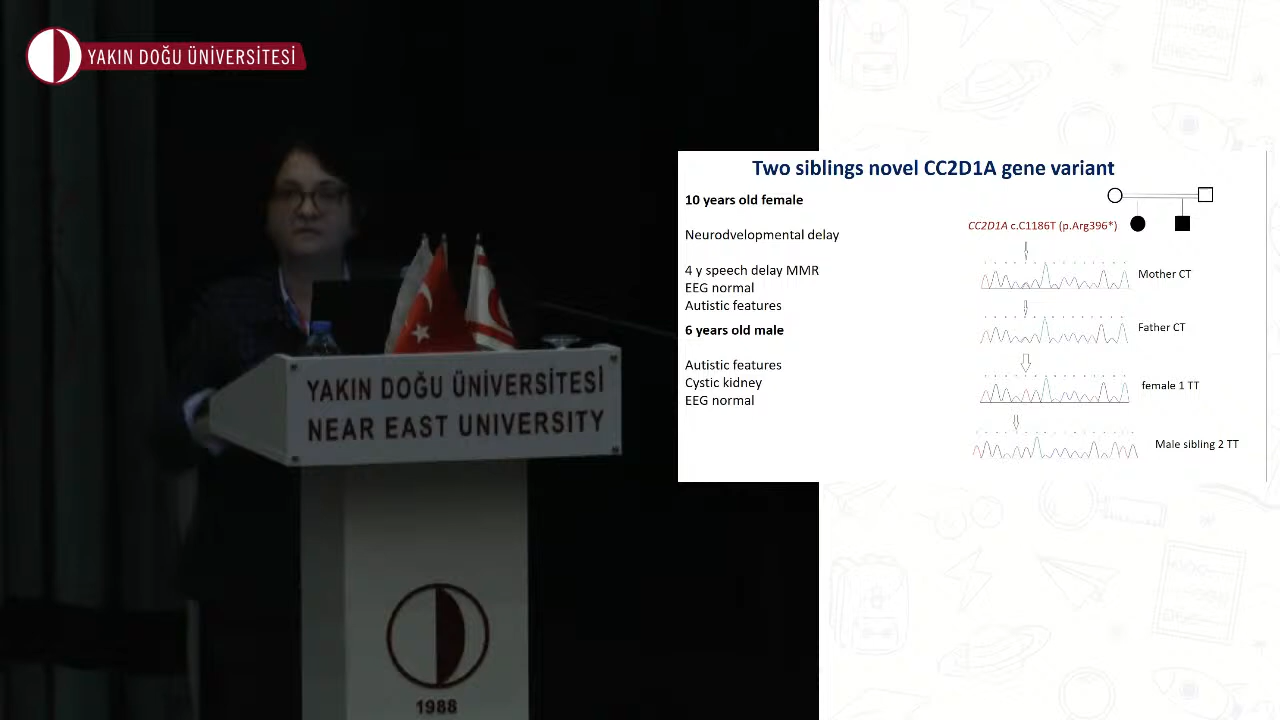 YAKIN DOĞU ÜNİVERSİTESİ
Two siblings novel CC2D1A gene variant
10 years old female
Neurodvelopmental delay
4 y speech delay MMR
EEG normal
Autistic features
6 years old male
Autistic features
Cystic kidney
EEG normal
CC2D1A c.C1186T (p.Arg396*)
Mother CT
Father CT
female 1 TT
Male sibling 2 TT
YAKIN DOĞU ÜNİVERSİTESİ
NEAR EAST UNIVERSITY
1988